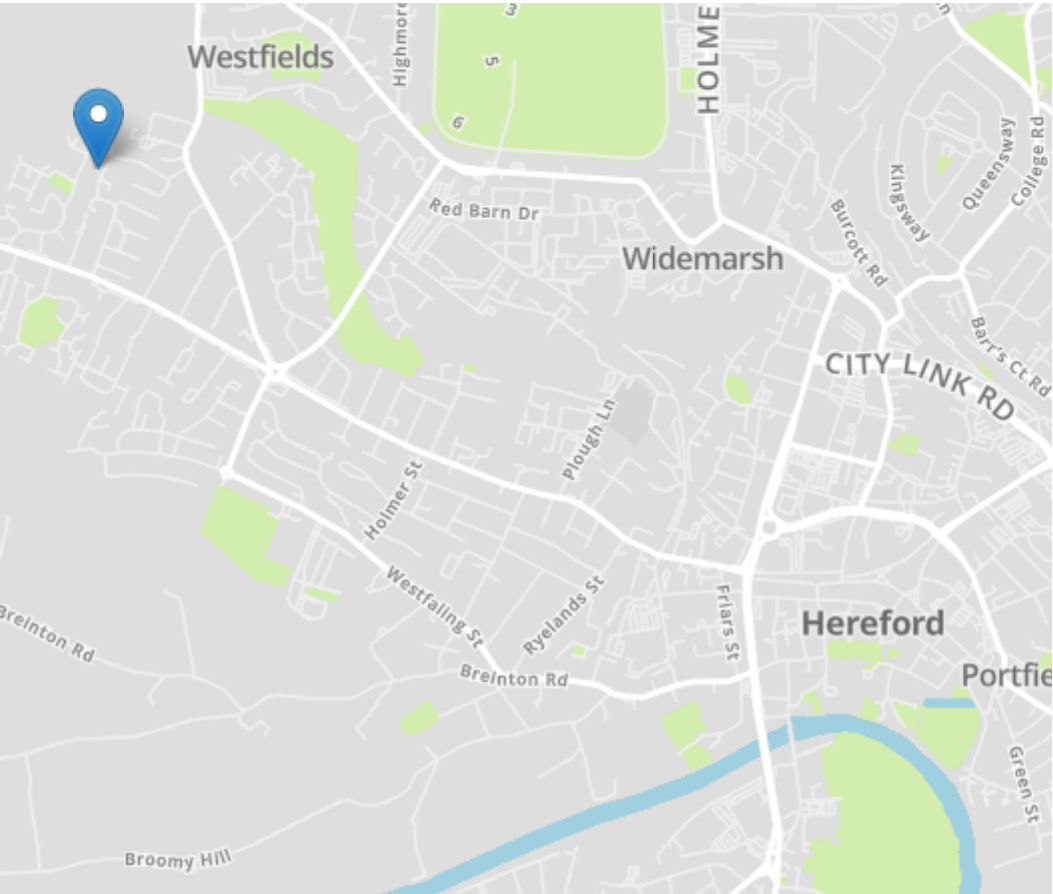 3
HOLME
Westfields
Highmor
5
6
Queensway
College Rd
Kingsway
Red Barn Dr
Burcott Rd
Widemarsh
Barr's Ct Rd
CITY LINK RD
Plough Ln
Holmer St
Westfaling St
Ryelands St
Friars St
Hereford
Breinton Rd
Breinton Rd
Portfie
Green St
Broomy Hill